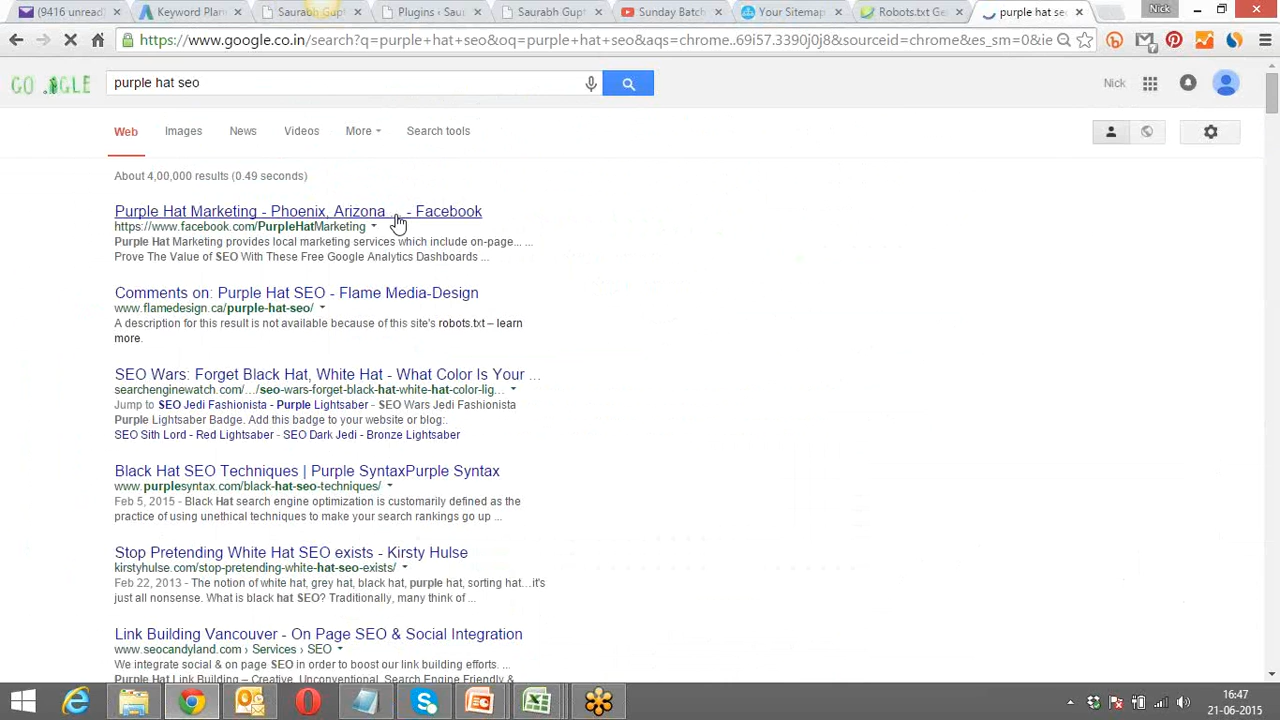 (9416 unread)
Keyword Plann
Saurabh Gupt
Plugins ‹ Sau
Saurabh Gupt
Sunday Batch
Your Sitemap
Robots.txt Ge
purple hat se
Nick
https://www.google.co.in/search?q=purple+hat+seo&oq=purple+hat+seo&aqs=chrome..69i57.3390j0j8&sourceid=chrome&es_sm=0&ie
purple hat seo
Nick
Web
Images
News
Videos
More
Search tools
About 4,00,000 results (0.49 seconds)
Purple Hat Marketing - Phoenix, Arizona ... - Facebook
https://www.facebook.com/PurpleHatMarketing
Purple Hat Marketing provides local marketing services which include on-page... ...
Prove The Value of SEO With These Free Google Analytics Dashboards ...
Comments on: Purple Hat SEO - Flame Media-Design
www.flamedesign.ca/purple-hat-seo/
A description for this result is not available because of this site's robots.txt – learn
more.
SEO Wars: Forget Black Hat, White Hat - What Color Is Your ...
searchenginewatch.com/.../seo-wars-forget-black-hat-white-hat-color-lig...
Jump to SEO Jedi Fashionista - Purple Lightsaber - SEO Wars Jedi Fashionista
Purple Lightsaber Badge. Add this badge to your website or blog:.
SEO Sith Lord - Red Lightsaber - SEO Dark Jedi - Bronze Lightsaber
Black Hat SEO Techniques | Purple SyntaxPurple Syntax
www.purplesyntax.com/black-hat-seo-techniques/
Feb 5, 2015 - Black Hat search engine optimization is customarily defined as the
practice of using unethical techniques to make your search rankings go up ...
Stop Pretending White Hat SEO exists - Kirsty Hulse
kirstyhulse.com/stop-pretending-white-hat-seo-exists/
Feb 22, 2013 - The notion of white hat, grey hat, black hat, purple hat, sorting hat…it's
just all nonsense. What is black hat SEO? Traditionally, many think of ...
Link Building Vancouver - On Page SEO & Social Integration
www.seocandyland.com › Services › SEO
We integrate social & on page SEO in order to boost our link building efforts. ...
Purple Hat Link Building – Creative, Unconventional, Search Engine Friendly &
16:47
21-06-2015